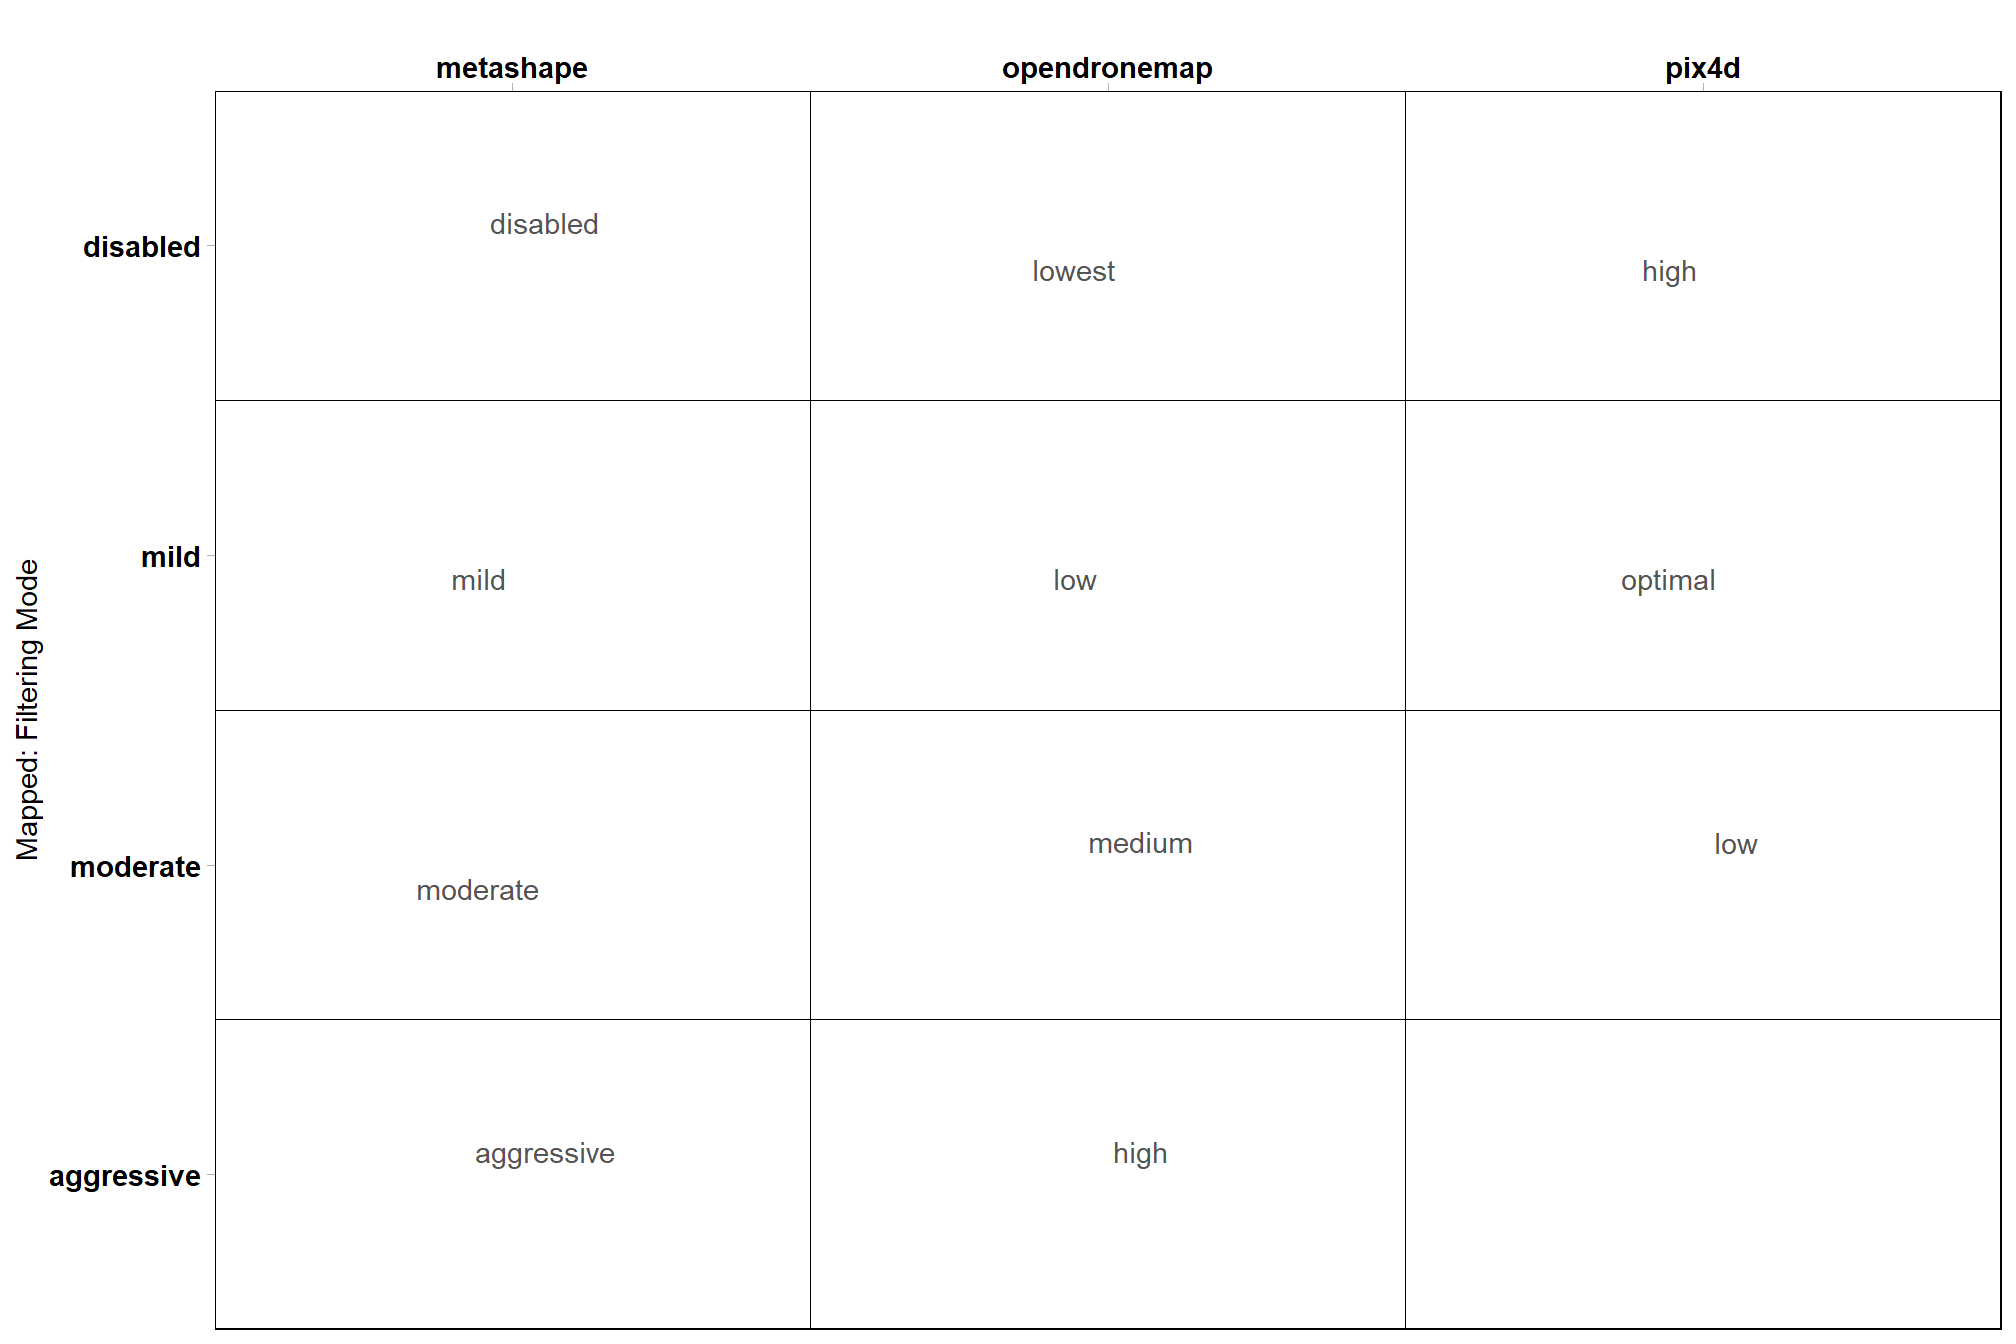 metashape opendronemap pix4d
disabled disabled lowest high
mild mild low optimal
Mapped: Filtering Mode
moderate moderate medium low
aggressive aggressive high